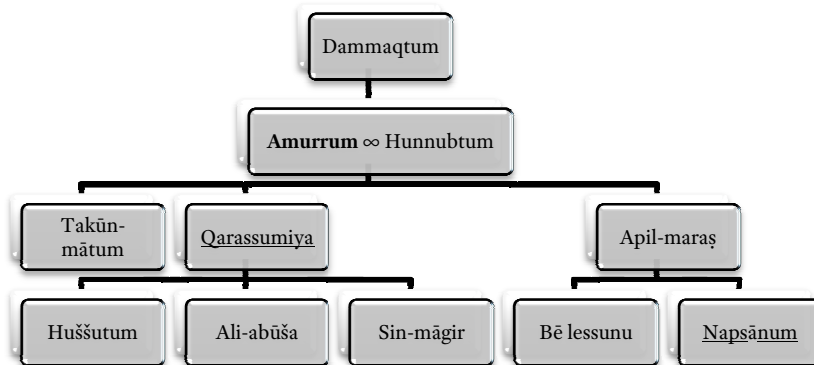 Dammaqtum
Amurrum ∞ Hunnubtum
Takūn-
mātum
Qarassumiya
Apil-maraṣ
Huššutum
Ali-abūša
Sin-māgir
Bē lessunu
Napsānum